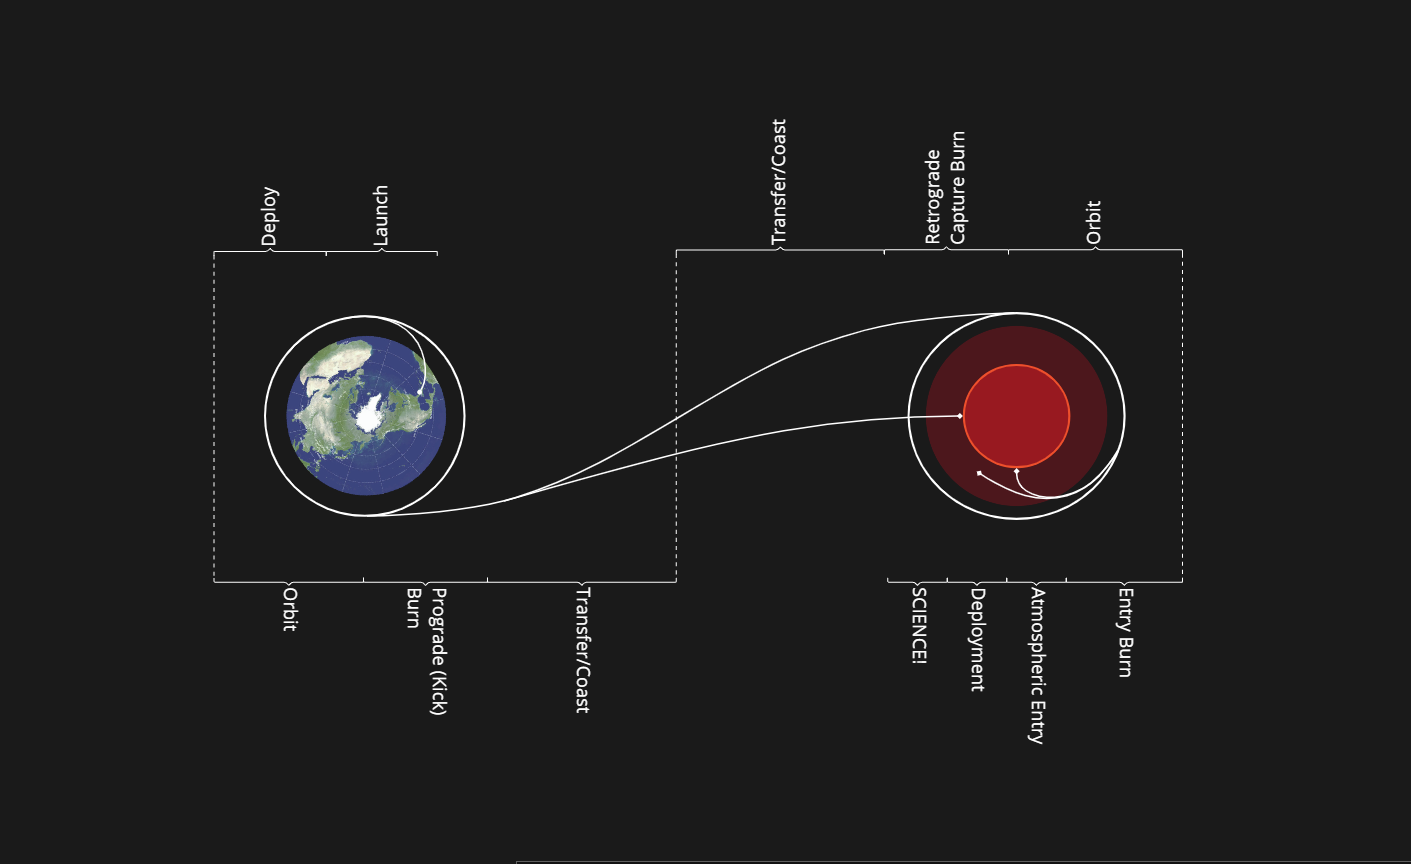 Deploy
Launch
Transfer/Coast
Retrograde
Capture Burn
Orbit
Orbit
Prograde (Kick)
Burn
Transfer/Coast
SCIENCE!
Deployment
Atmospheric Entry
Entry Burn